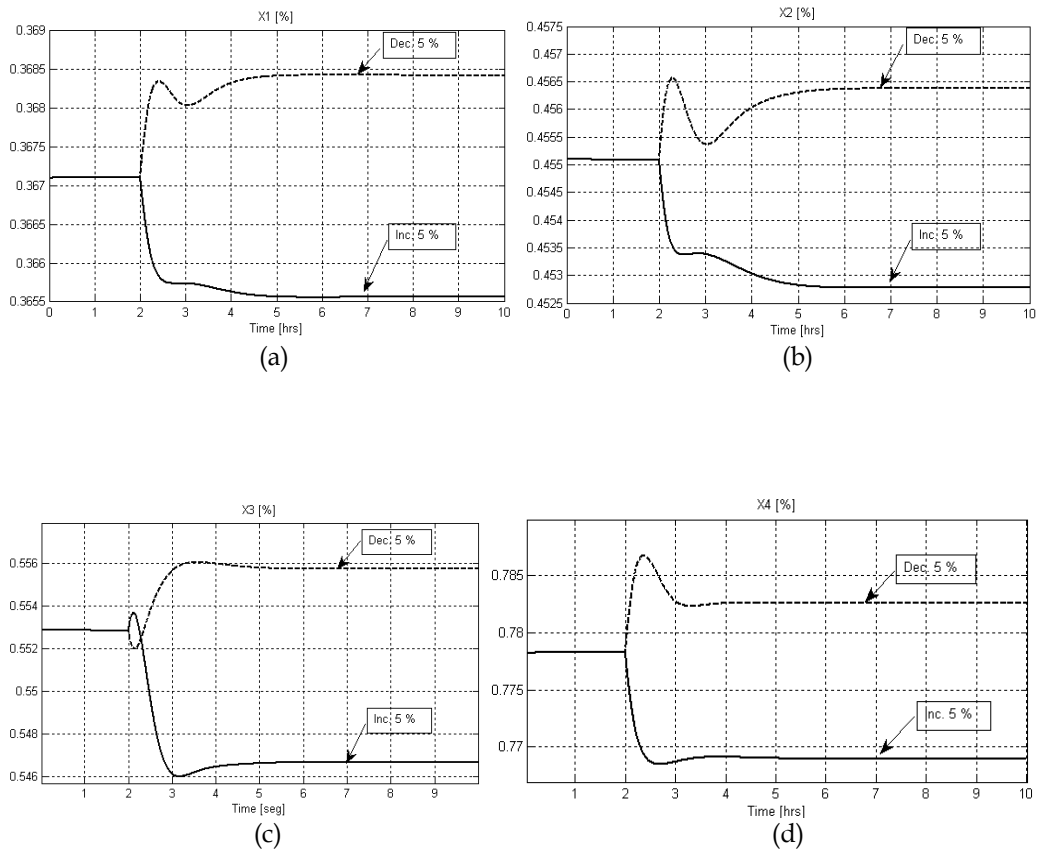 X1 [%]
0.369
0.3685
0.368
0.3675
0.367
0.3665
0.366
0.3655
Dec. 5 %
Inc. 5 %
0 1 2 3 4 5 6 7 8 9 10
Time [hrs]
(a)
X2 [%]
0.4575
0.457
0.4565
0.456
0.4555
0.455
0.4545
0.454
0.4535
0.453
0.4525
Dec. 5 %
Inc. 5 %
0 1 2 3 4 5 6 7 8 9 10
Time [hrs]
(b)
X3 [%]
0.556
0.554
0.552
0.55
0.548
0.546
Dec. 5 %
Inc. 5 %
1 2 3 4 5 6 7 8 9
Time [seg]
(c)
X4 [%]
0.785
0.78
0.775
0.77
Dec. 5 %
Inc. 5 %
1 2 3 4 5 6 7 8 9 10
Time [hrs]
(d)